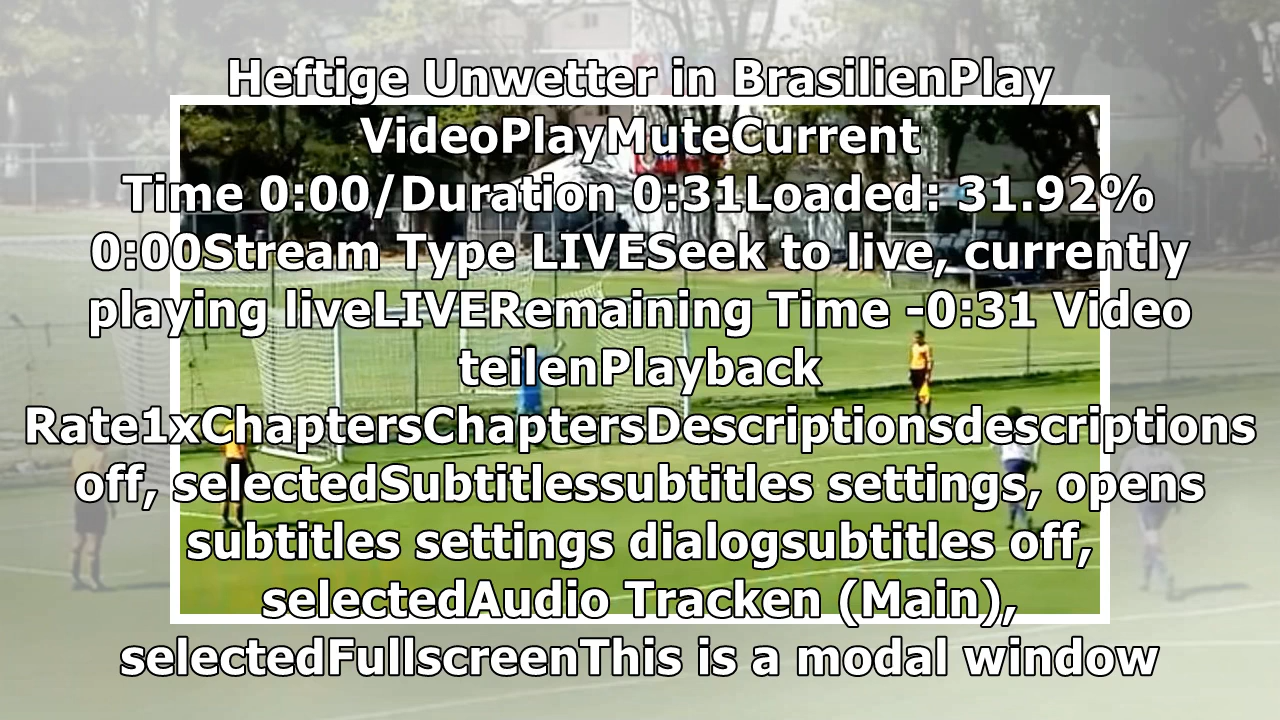 Heftige Unwetter in BrasilienPlay
VideoPlayMuteCurrent
Time 0:00/Duration 0:31Loaded: 31.92%
0:00Stream Type LIVESeek to live, currently
playing liveLIVERemaining Time -0:31 Video
teilenPlayback
Rate1xChaptersChaptersDescriptionsdescriptions
off, selectedSubtitlessubtitles settings, opens
subtitles settings dialogsubtitles off,
selectedAudio Tracken (Main),
selectedFullscreenThis is a modal window